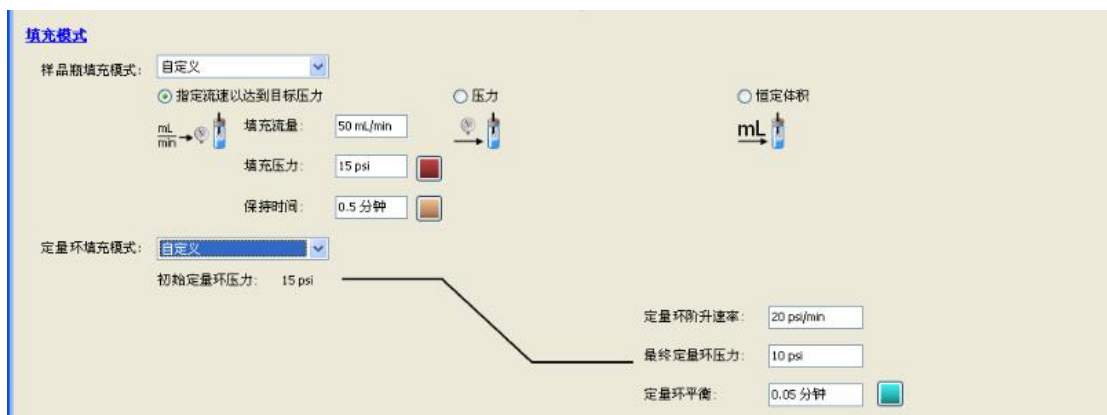 填充模式
样品瓶填充模式: 自定义
指定流速以达到目标压力 压力 恒定体积
mL/min 填充流量: 50 mL/min mL
填充压力: 15 psi
保持时间: 0.5 分钟
定量环填充模式: 自定义
初始定量环压力: 15 psi
定量环阶升速率: 20 psi/min
最终定量环压力: 10 psi
定量环平衡: 0.05 分钟